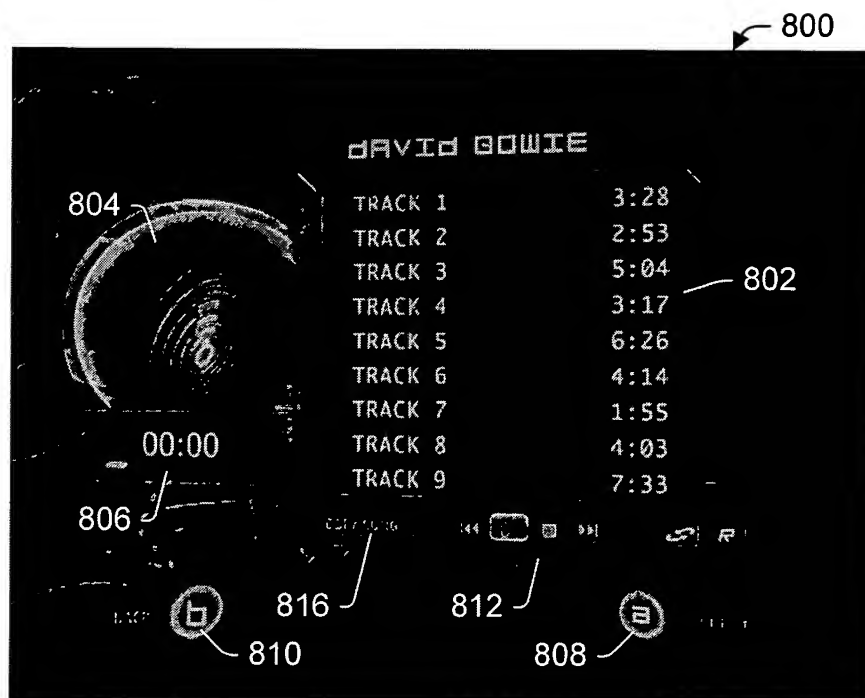 800
dAVId BOWIE
TRACK 1 3:28
TRACK 2 2:53
TRACK 3 5:04
TRACK 4 3:17
TRACK 5 6:26
TRACK 6 4:14
TRACK 7 1:55
TRACK 8 4:03
TRACK 9 7:33
804
802
00:00
806
816
812
R
b
a
810
808